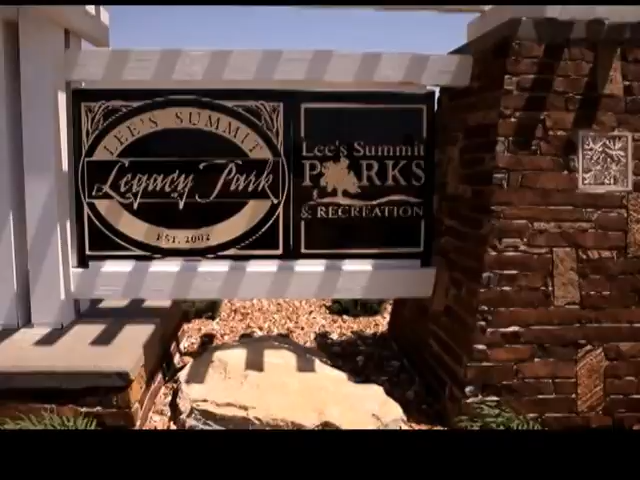 LEE'S SUMMIT
Legacy Park
EST. 2002
Lee's Summit
PARKS
& RECREATION